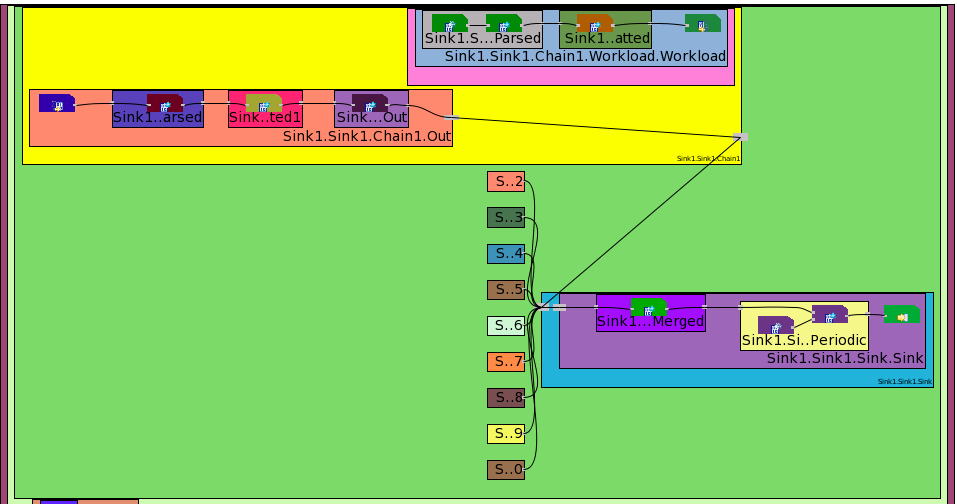 Sink1.S...Parsed
Sink1..atted
Sink1.Sink1.Chain1.Workload.Workload
Sink1..arsed
Sink..ted1
Sink...Out
Sink1.Sink1.Chain1.Out
Sink1.Sink1.Chain1
S..2
S..3
S..4
S..5
S..6
S..7
S..8
S..9
S..0
Sink1...Merged
Sink1.Si..Periodic
Sink1.Sink1.Sink.Sink
Sink1.Sink1.Sink